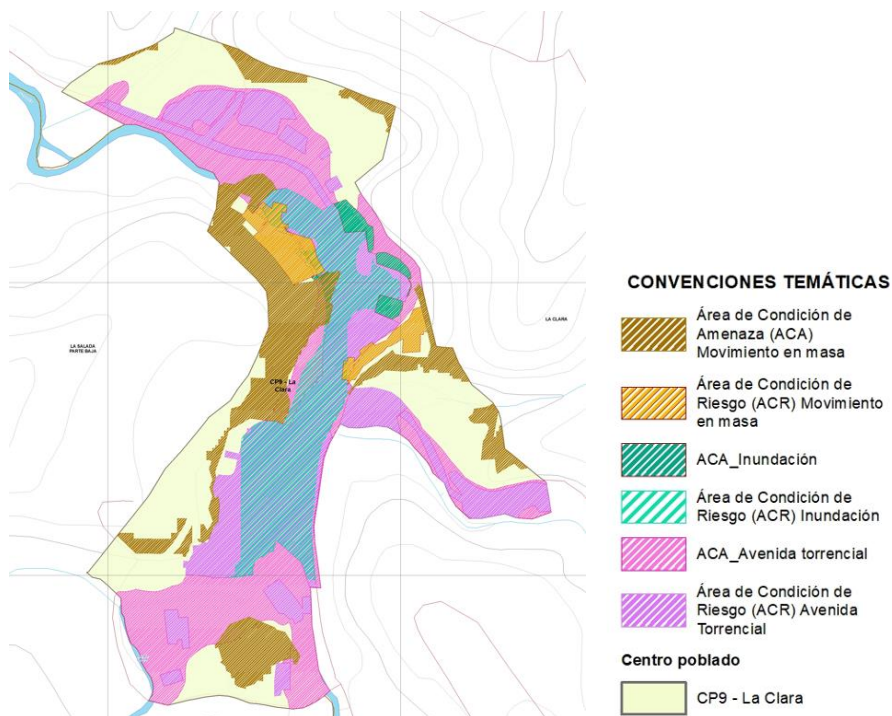 LA SALADA
PARTE BAJA
LA CLARA
CP9 - La
Clara
CONVENCIONES TEMÁTICAS
Área de Condición de
Amenaza (ACA)
Movimiento en masa
Área de Condición de
Riesgo (ACR) Movimiento
en masa
ACA_Inundación
Área de Condición de
Riesgo (ACR) Inundación
ACA_Avenida torrencial
Área de Condición de
Riesgo (ACR) Avenida
Torrencial
Centro poblado
CP9 - La Clara